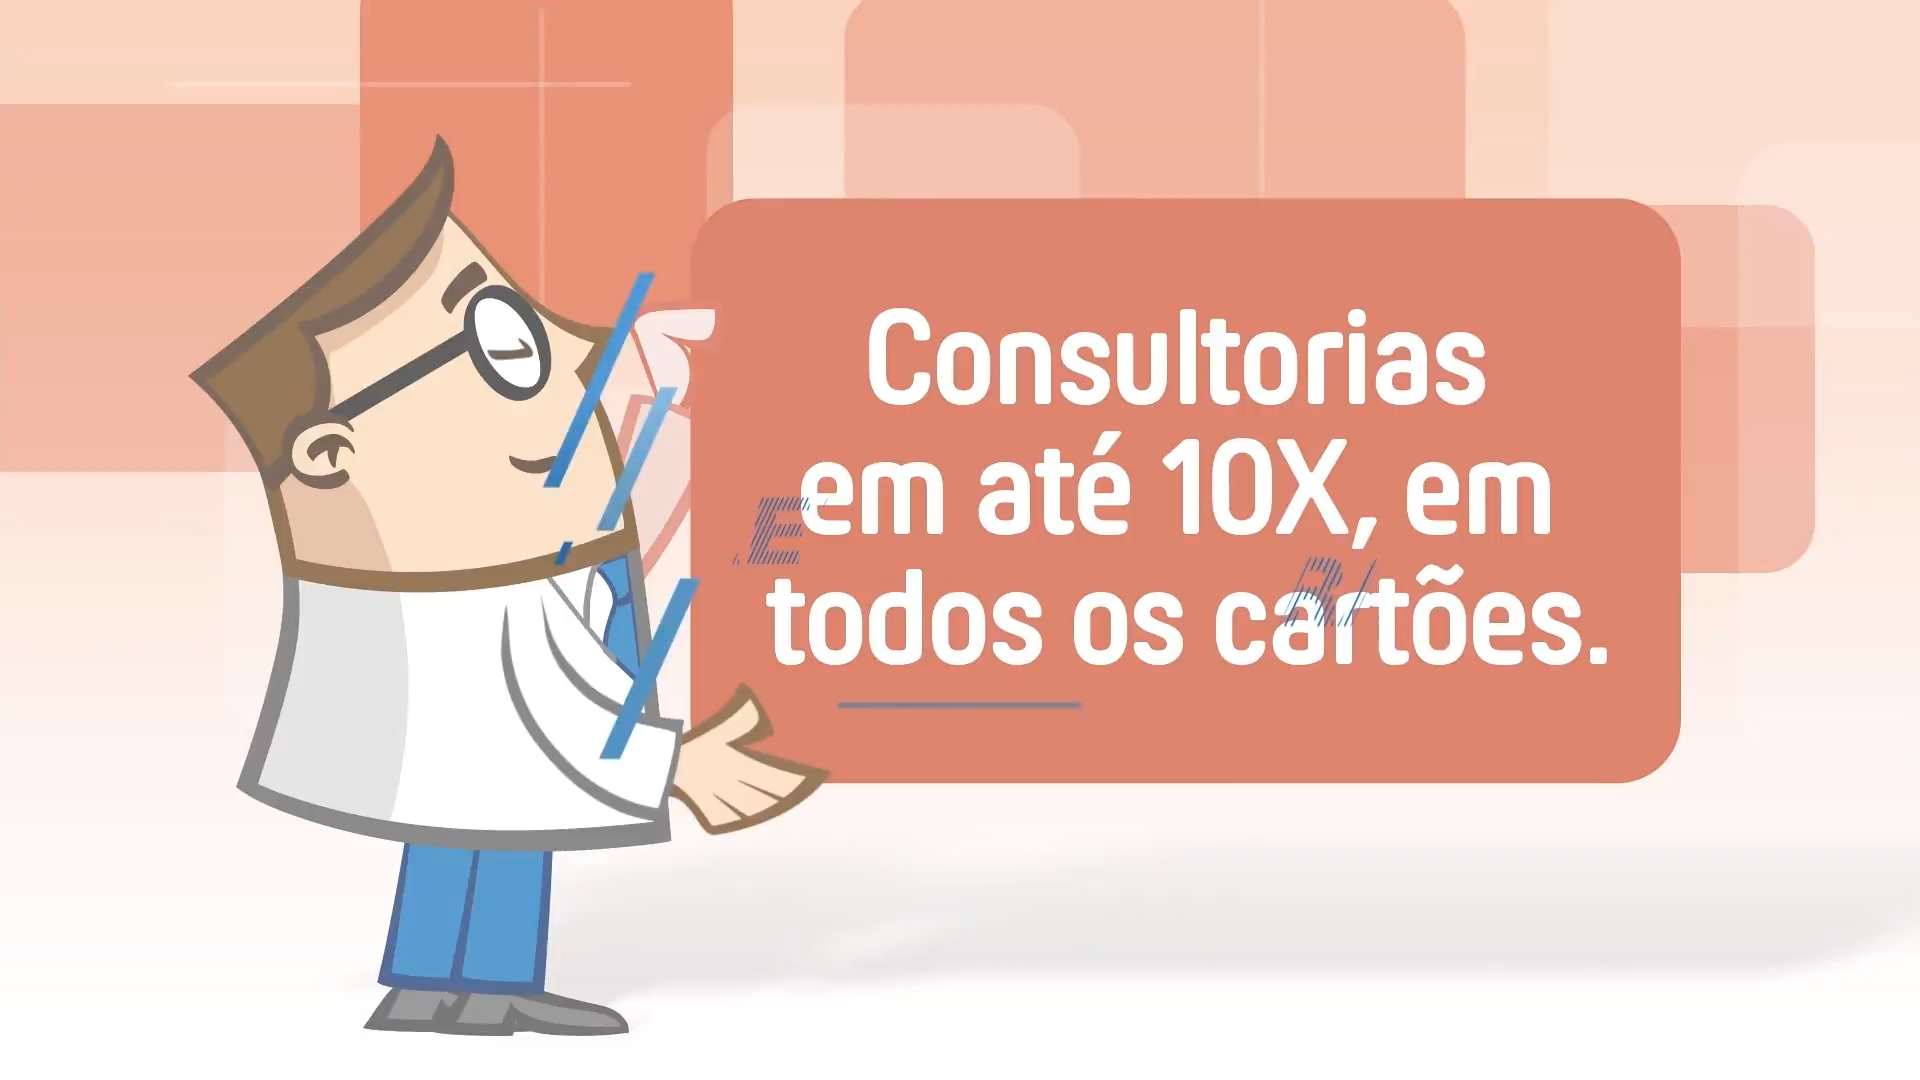 Consultorias
em até 10X, em
todos os cartões.